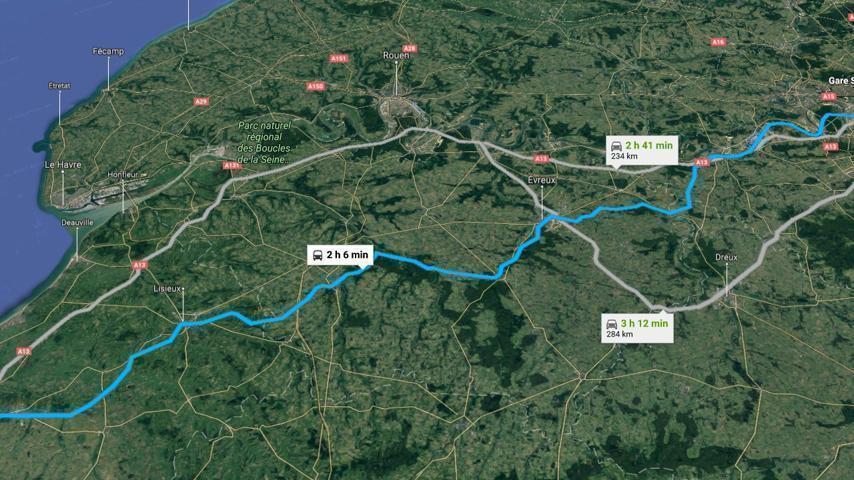 Fécamp
Etretat
A151
A28
Rouen
A16
A150
A29
A15
Gare S
Parc naturel
régional
des Boucles
de la Seine...
A131
2 h 41 min
234 km
A13
A13
A13
Le Havre
Honfleur
Evreux
Deauville
2 h 6 min
A13
Lisieux
Dreux
3 h 12 min
284 km
A13